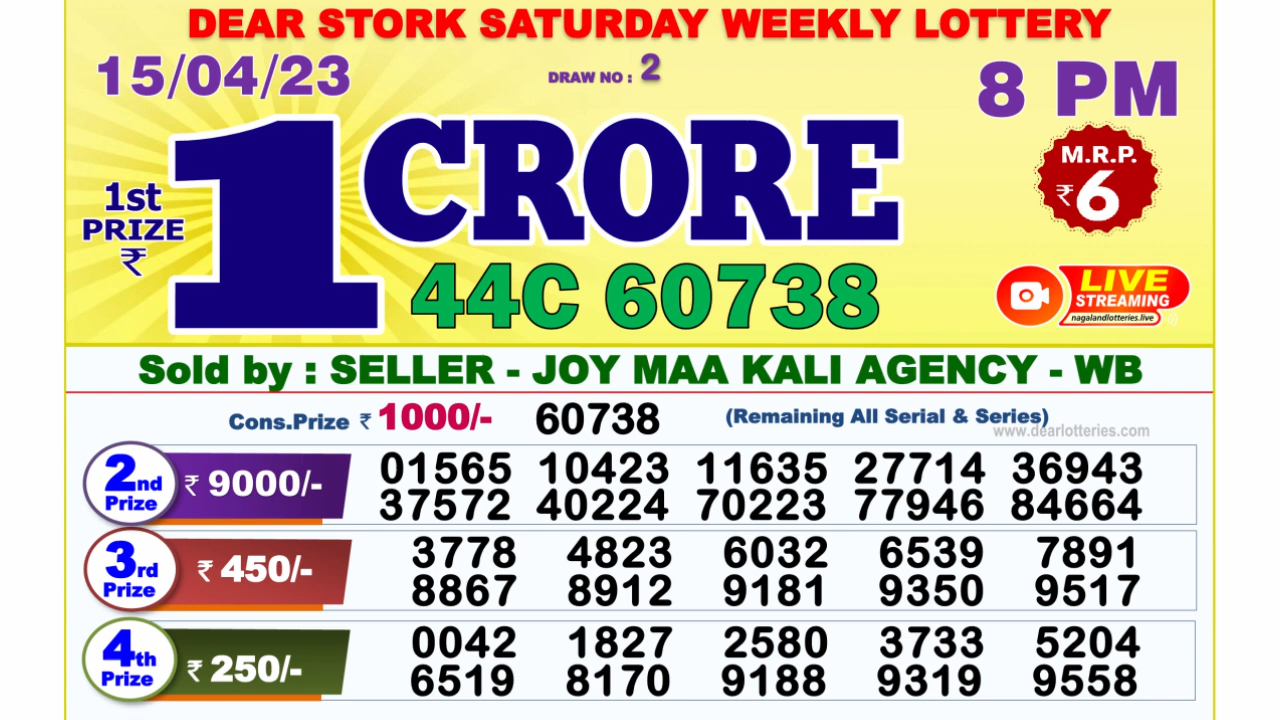 DEAR STORK SATURDAY WEEKLY LOTTERY
15/04/23
DRAW NO : 2
8 PM
1st PRIZE ₹ 1 CRORE
M.R.P.
₹ 6
44C 60738
LIVE
STREAMING
nagalandlotteries.live
Sold by : SELLER - JOY MAA KALI AGENCY - WB
Cons.Prize ₹ 1000/- 60738 (Remaining All Serial & Series)
www.dearlotteries.com
2nd Prize ₹ 9000/-
01565 10423 11635 27714 36943
37572 40224 70223 77946 84664
3rd Prize ₹ 450/-
3778 4823 6032 6539 7891
8867 8912 9181 9350 9517
4th Prize ₹ 250/-
0042 1827 2580 3733 5204
6519 8170 9188 9319 9558